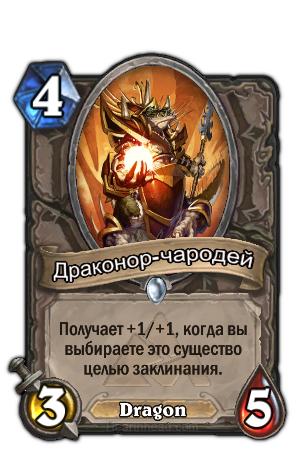 4
Драконор-чародей
Получает +1/+1, когда вы
выбираете это существо
целью заклинания.
3
Dragon
5